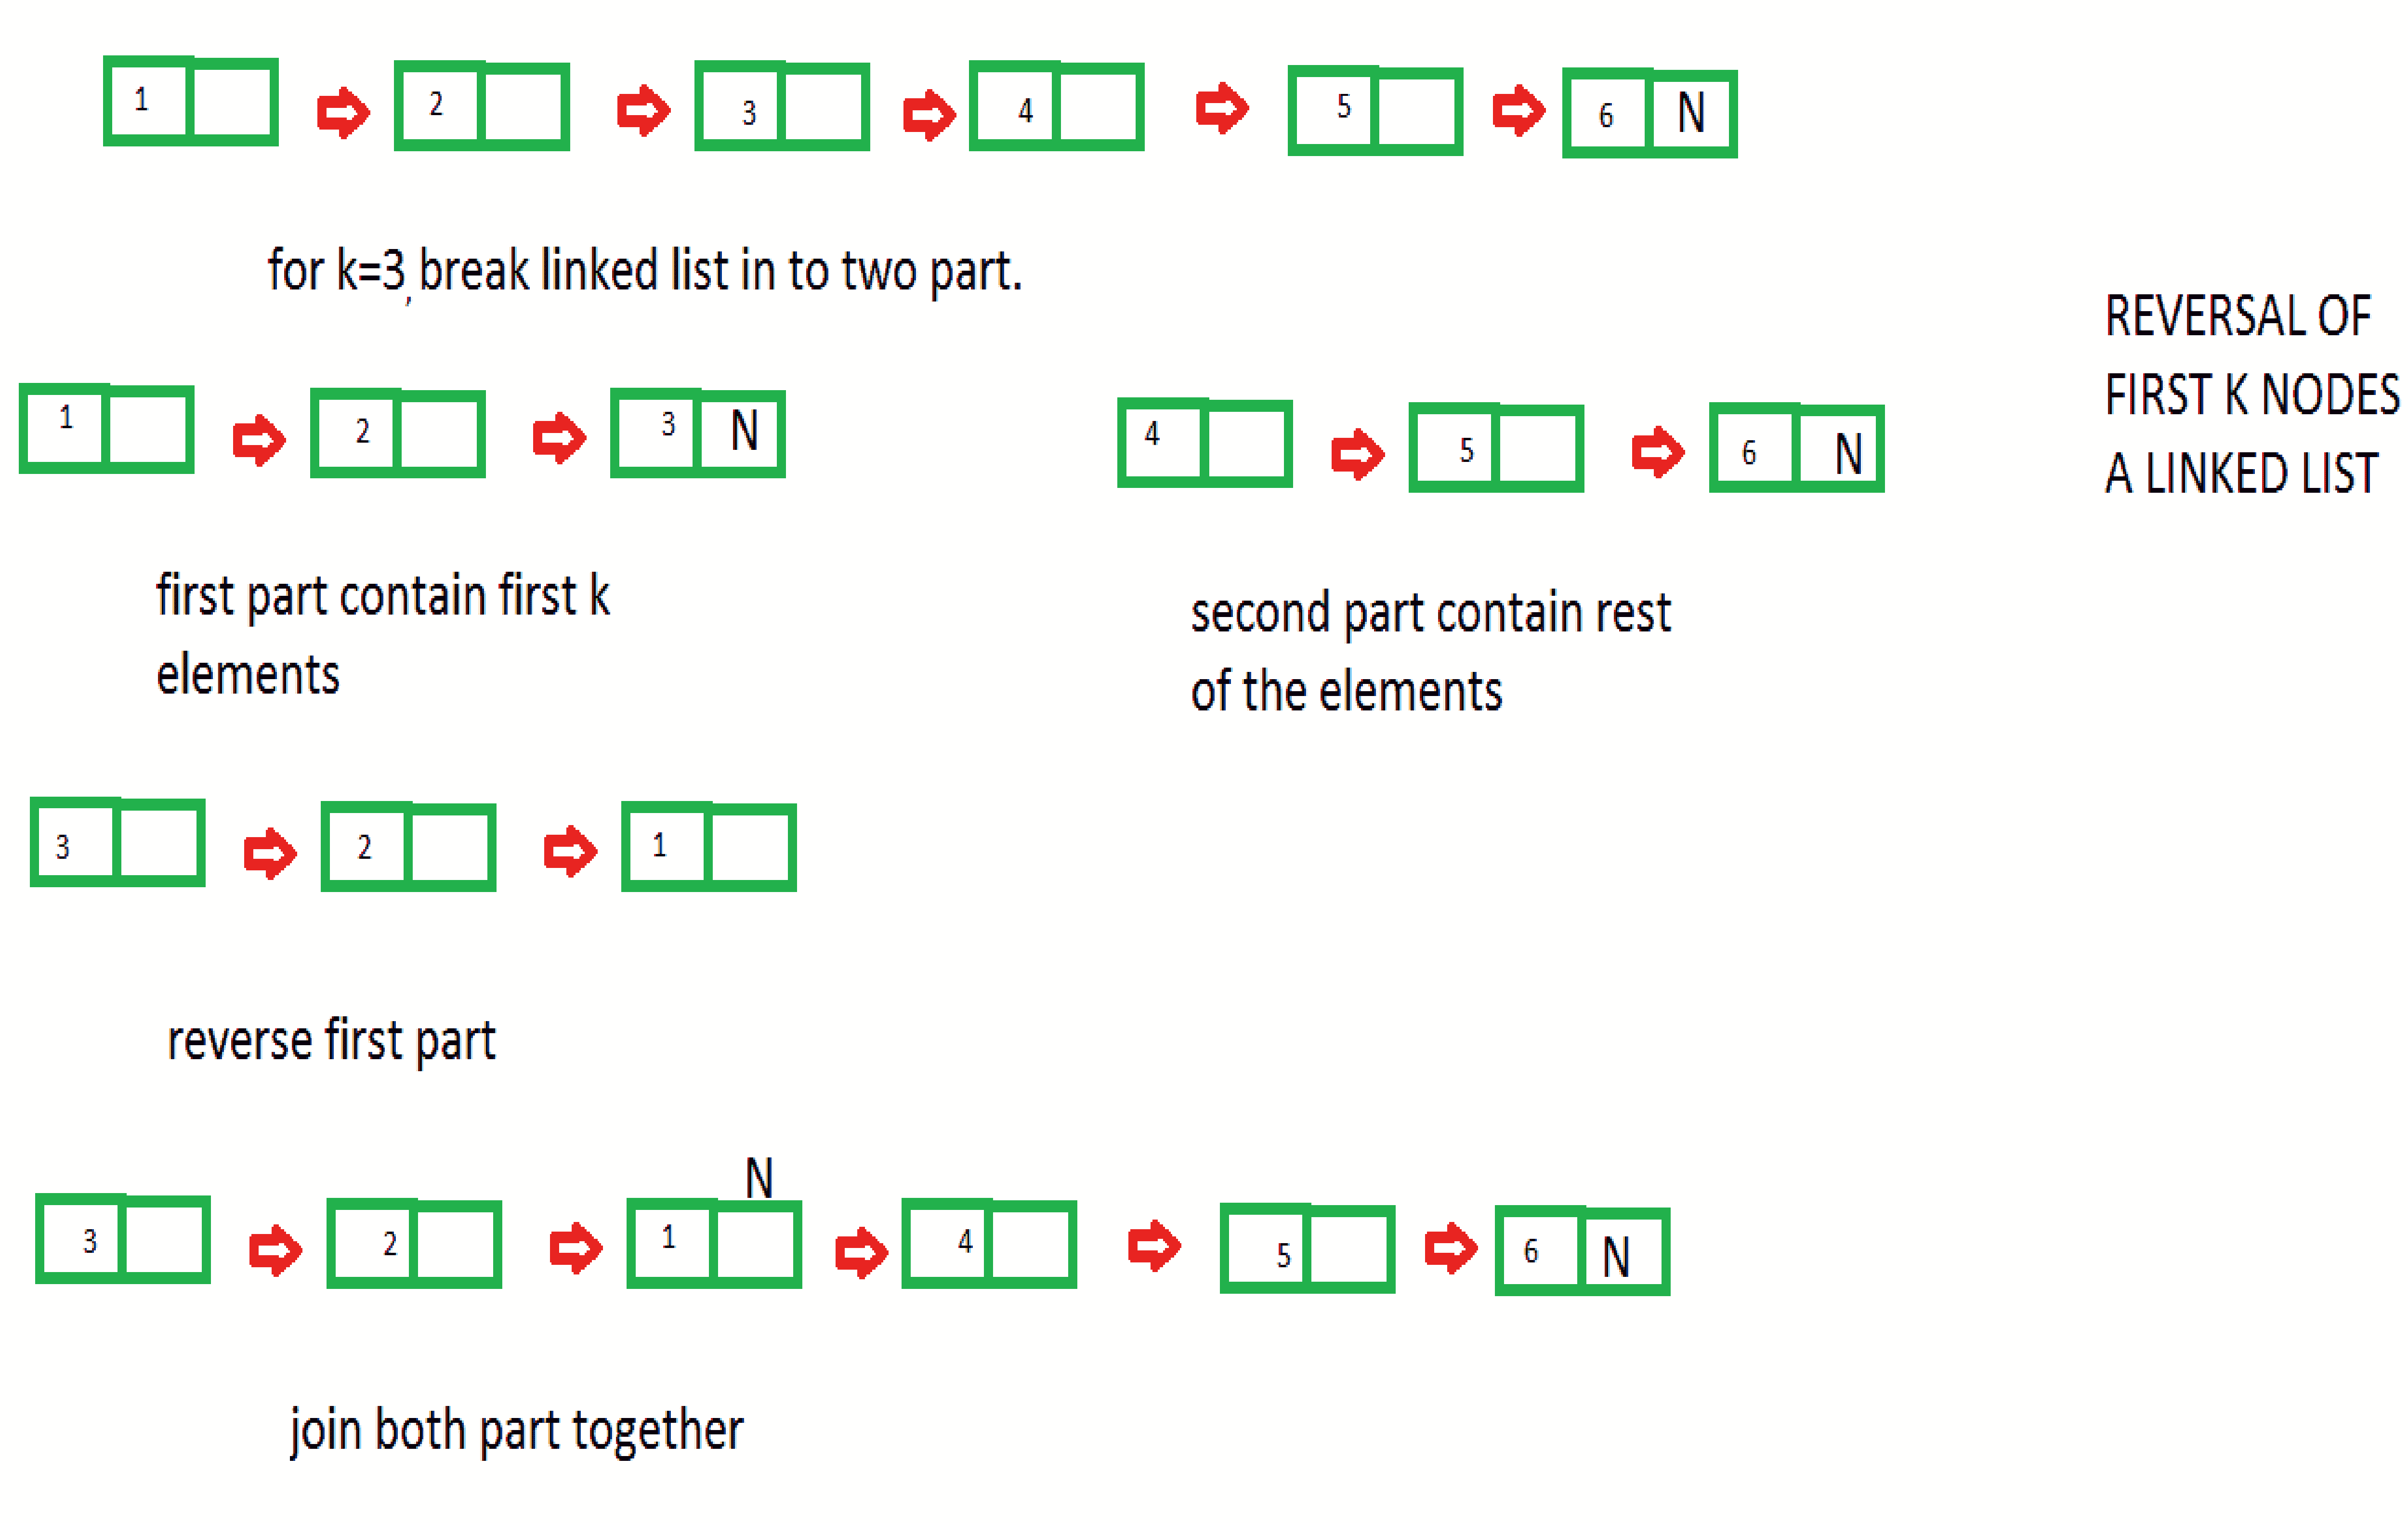 1 2 3 4 5 6 N
for k=3, break linked list in to two part.
REVERSAL OF
FIRST K NODES
A LINKED LIST
1 2 3 N 4 5 6 N
first part contain first k
elements
second part contain rest
of the elements
3 2 1
reverse first part
N
3 2 1 4 5 6 N
join both part together